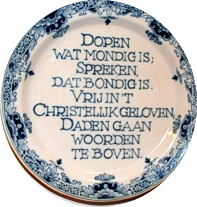 DOPEN
WAT MONDIG IS;
SPREKEN,
DAT BONDIG IS.
VRIJ IN 'T
CHRISTELIJK GELOVEN,
DADEN GAAN
WOORDEN
TE BOVEN.